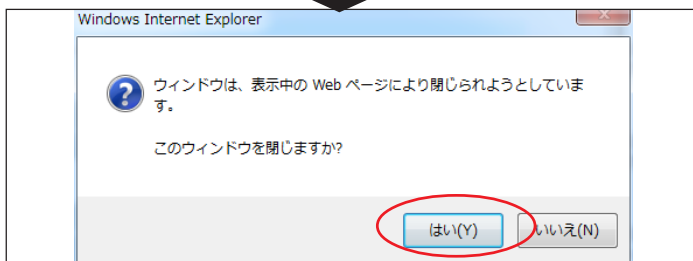 Windows Internet Explorer
ウィンドウは、表示中の Web ページにより閉じられようとしていま
す。
このウィンドウを閉じますか?
はい(Y)
いいえ(N)